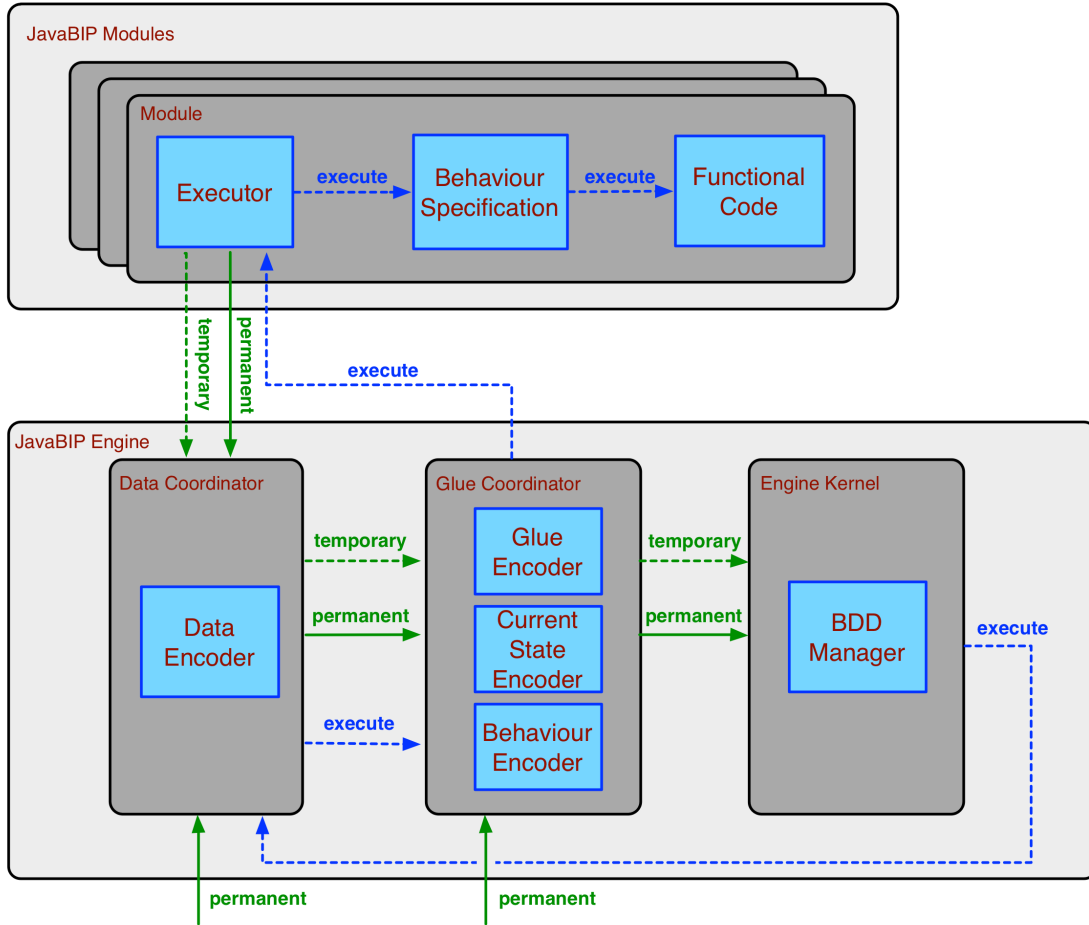 JavaBIP Modules
Module
Executor
execute
Behaviour
Specification
execute
Functional
Code
temporary
permanent
execute
JavaBIP Engine
Data Coordinator
Glue Coordinator
Engine Kernel
Data
Encoder
temporary
permanent
execute
Glue
Encoder
Current
State
Encoder
Behaviour
Encoder
temporary
permanent
BDD
Manager
execute
permanent
permanent